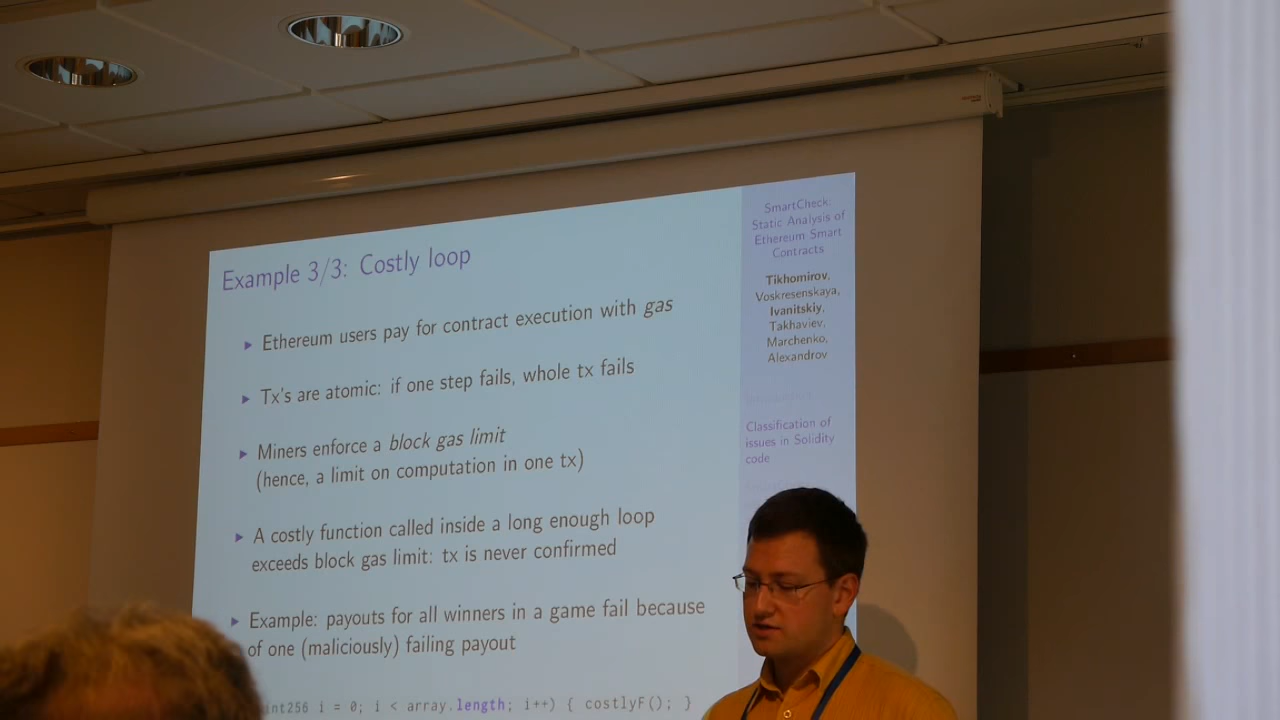 Example 3/3: Costly loop
Ethereum users pay for contract execution with gas
Tx's are atomic: if one step fails, whole tx fails
Miners enforce a block gas limit
(hence, a limit on computation in one tx)
A costly function called inside a long enough loop
exceeds block gas limit: tx is never confirmed
Example: payouts for all winners in a game fail because
of one (maliciously) failing payout
int256 i = 0; i < array.length; i++) { costlyF(); }
SmartCheck:
Static Analysis of
Ethereum Smart
Contracts
Tikhomirov,
Voskresenskaya,
Ivanitskiy,
Takhaviev,
Marchenko,
Alexandrov
Classification of
issues in Solidity
code